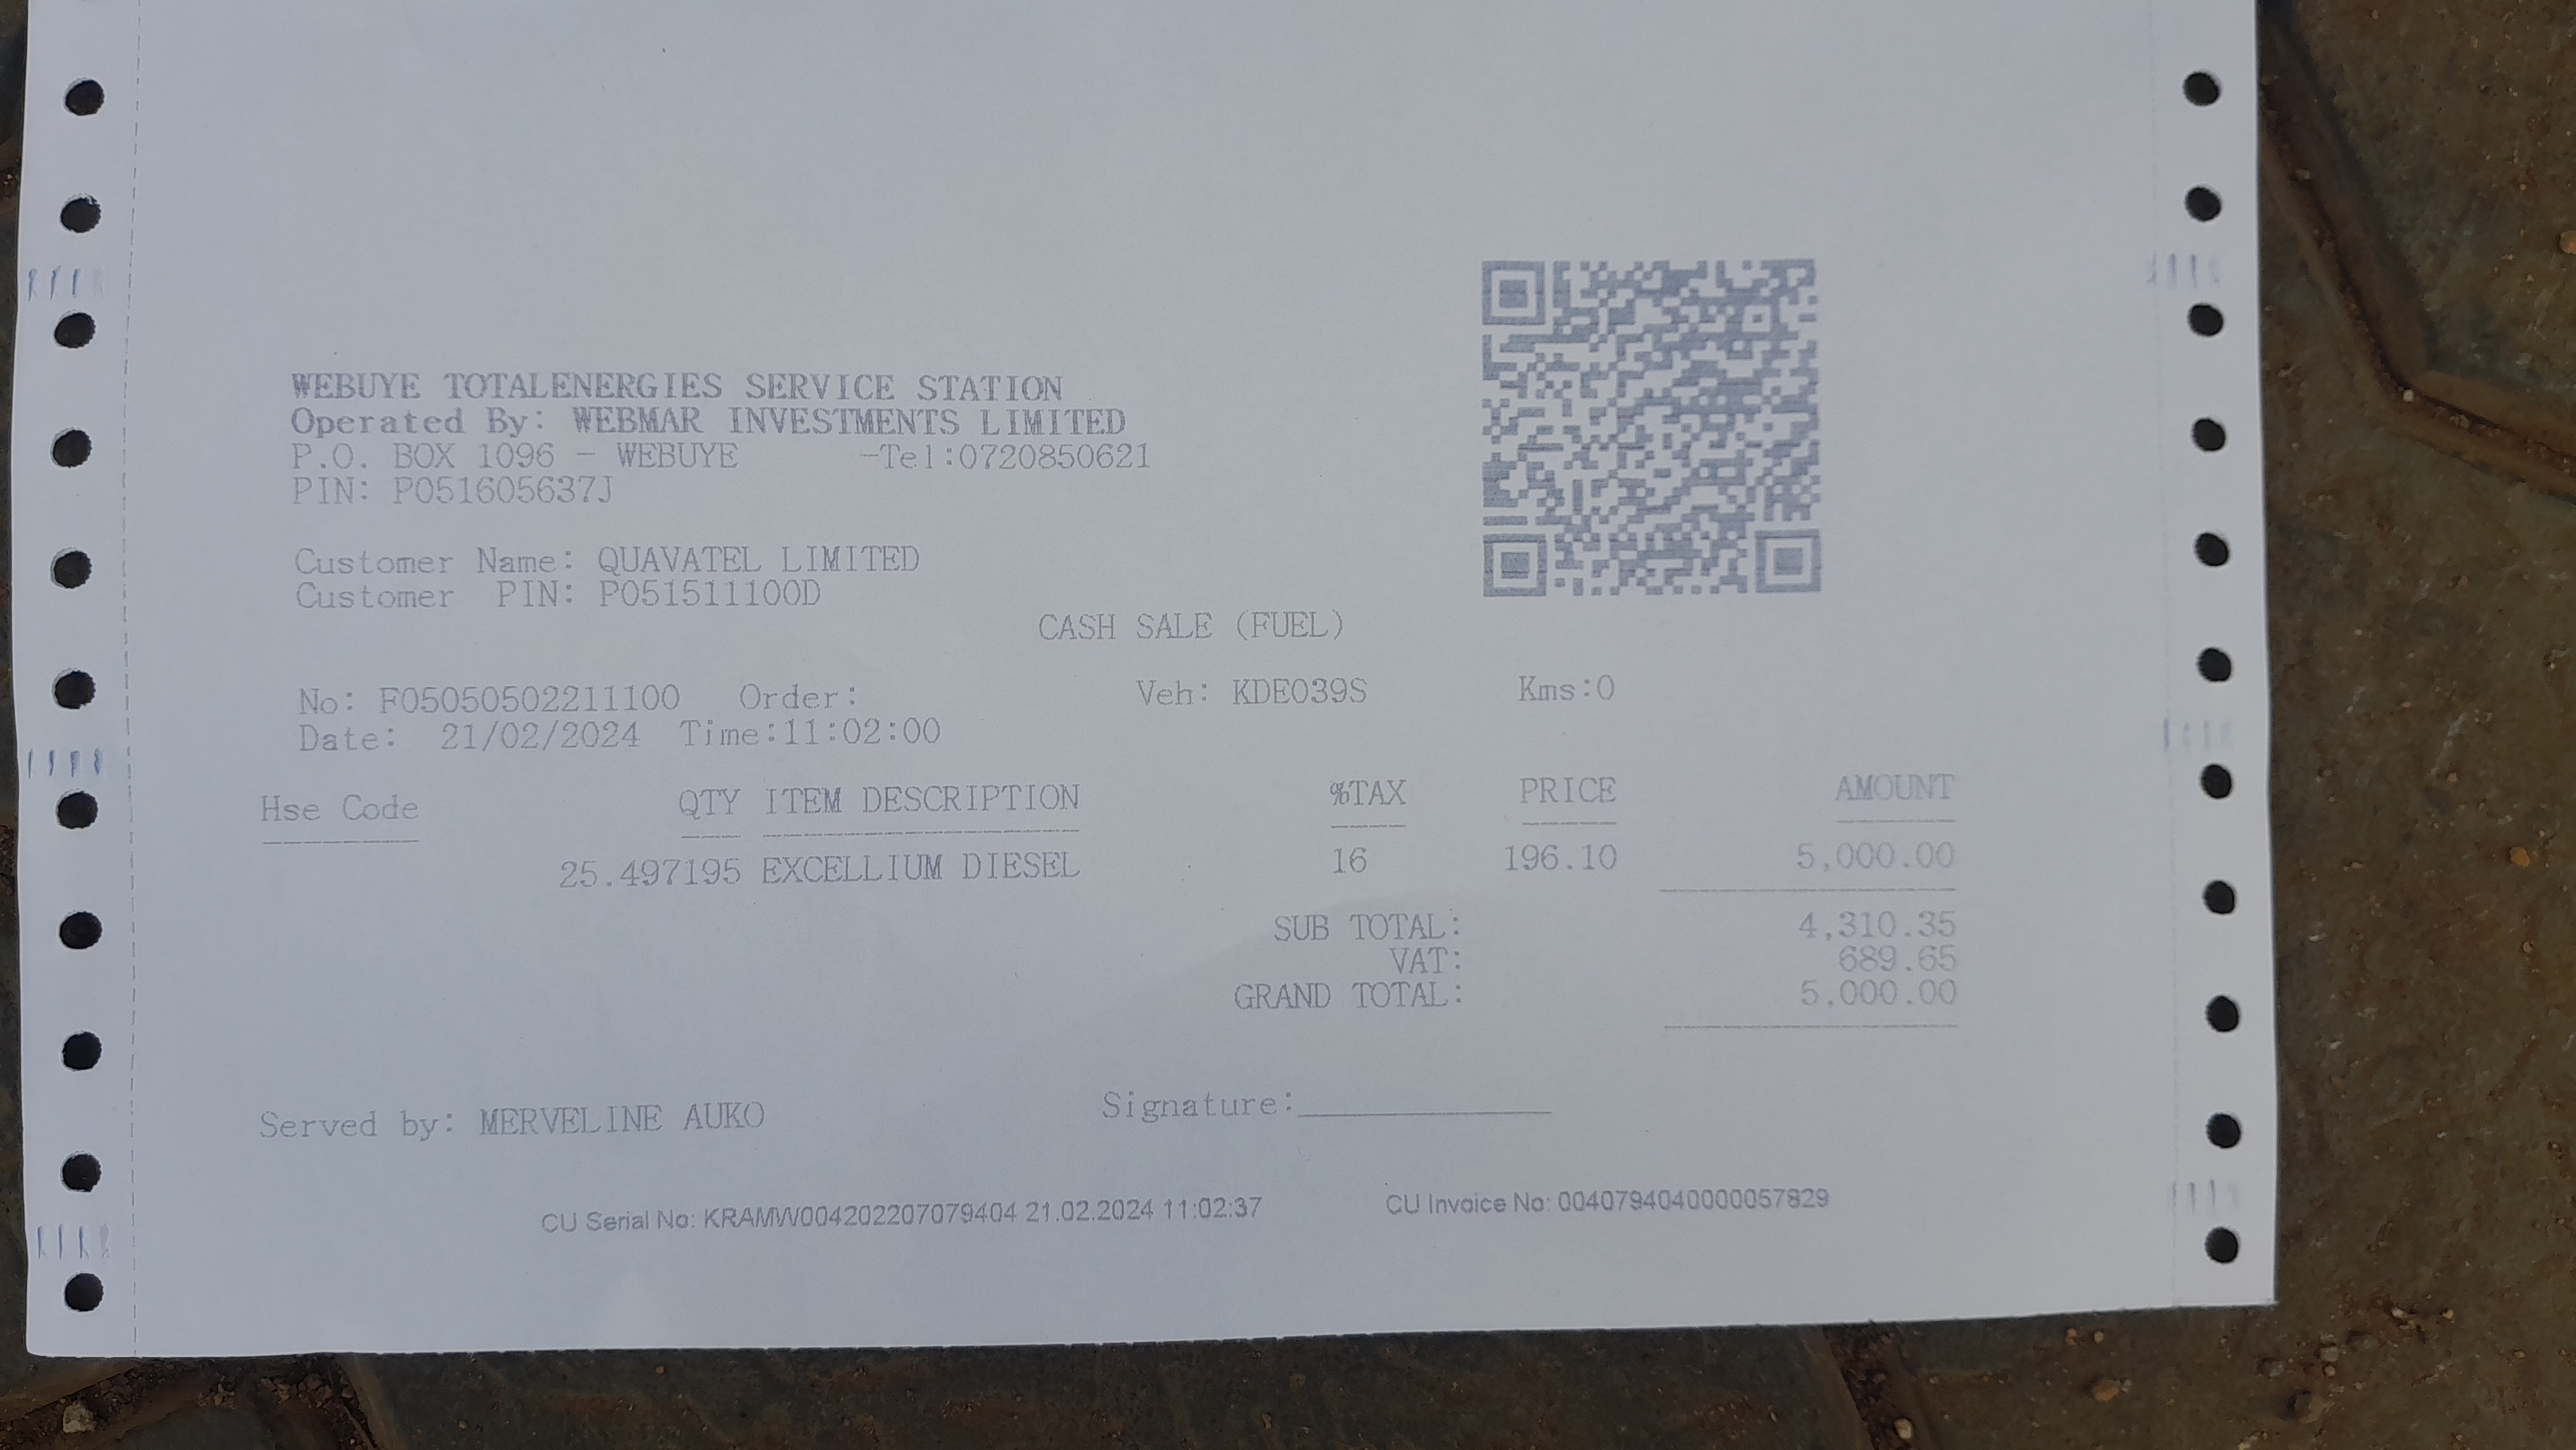 WEBUYE TOTALENERGIES SERVICE STATION
Operated By: WEBMAR INVESTMENTS LIMITED
P.O. BOX 1096 - WEBUYE -Tel:0720850621
PIN: P051605637J
Customer Name: QUAVATEL LIMITED
Customer PIN: P051511100D
CASH SALE (FUEL)
No: F05050502211100 Order: Veh: KDE039S Kms:0
Date: 21/02/2024 Time:11:02:00
Hse Code QTY ITEM DESCRIPTION %TAX PRICE AMOUNT
25.497195 EXCELLIUM DIESEL 16 196.10 5,000.00
SUB TOTAL: 4,310.35
VAT: 689.65
GRAND TOTAL: 5,000.00
Served by: MERVELINE AUKO Signature:
CU Serial No: KRAMW004202207079404 21.02.2024 11:02:37 CU Invoice No: 0040794040000057829